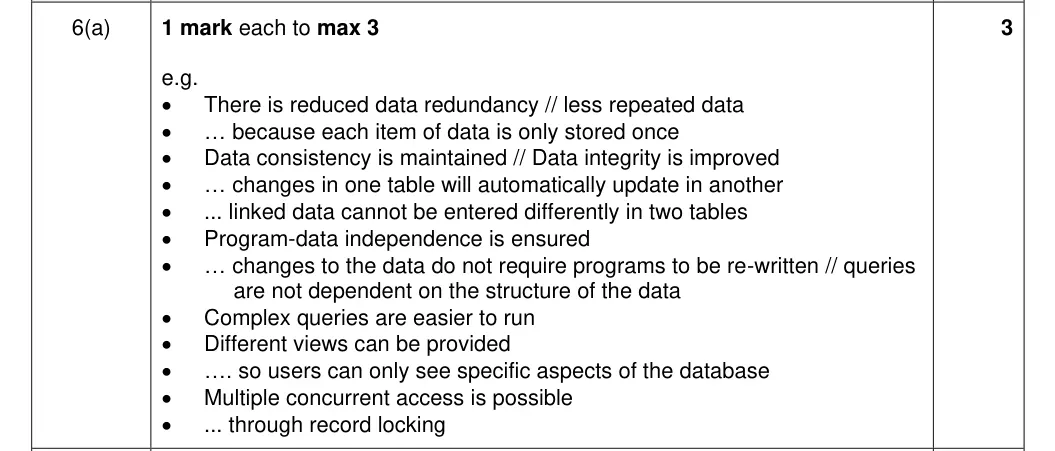 6(a) 1 mark each to max 3 3
e.g.
• There is reduced data redundancy // less repeated data
• … because each item of data is only stored once
• Data consistency is maintained // Data integrity is improved
• … changes in one table will automatically update in another
• ... linked data cannot be entered differently in two tables
• Program-data independence is ensured
• … changes to the data do not require programs to be re-written // queries
are not dependent on the structure of the data
• Complex queries are easier to run
• Different views can be provided
• …. so users can only see specific aspects of the database
• Multiple concurrent access is possible
• ... through record locking